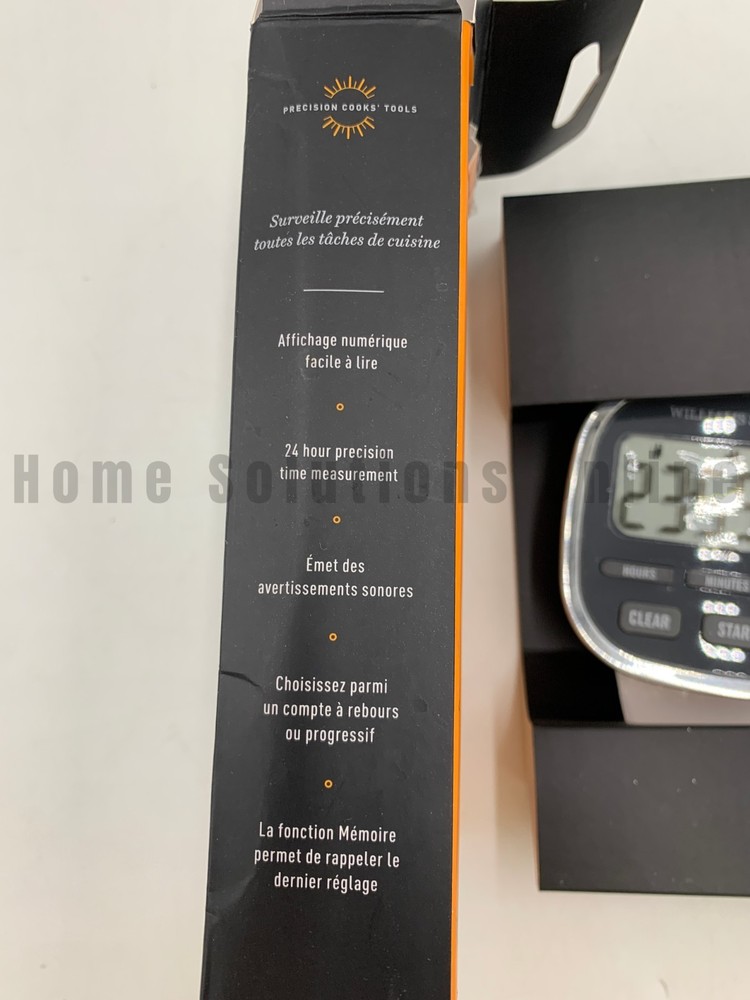 PRECISION COOKS' TOOLS
Surveille précisément
toutes les tâches de cuisine
Affichage numérique
facile à lire
24 hour precision
time measurement
Émet des
avertissements sonores
Choisissez parmi
un compte à rebours
ou progressif
La fonction Mémoire
permet de rappeler le
dernier réglage
Home Solutions
HOURS
MINUTES
CLEAR